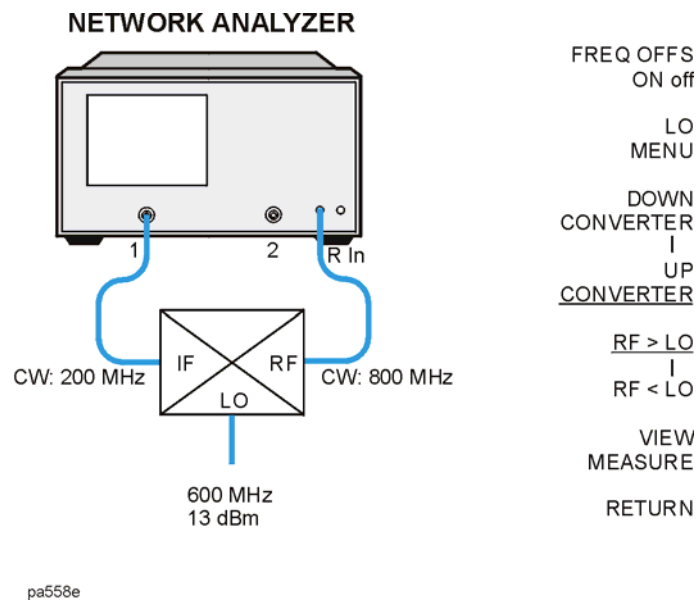 NETWORK ANALYZER
1
2
R In
IF
RF
LO
CW: 200 MHz
CW: 800 MHz
600 MHz
13 dBm
FREQ OFFS
ON off
LO
MENU
DOWN
CONVERTER
UP
CONVERTER
RF > LO
RF < LO
VIEW
MEASURE
RETURN
pa558e